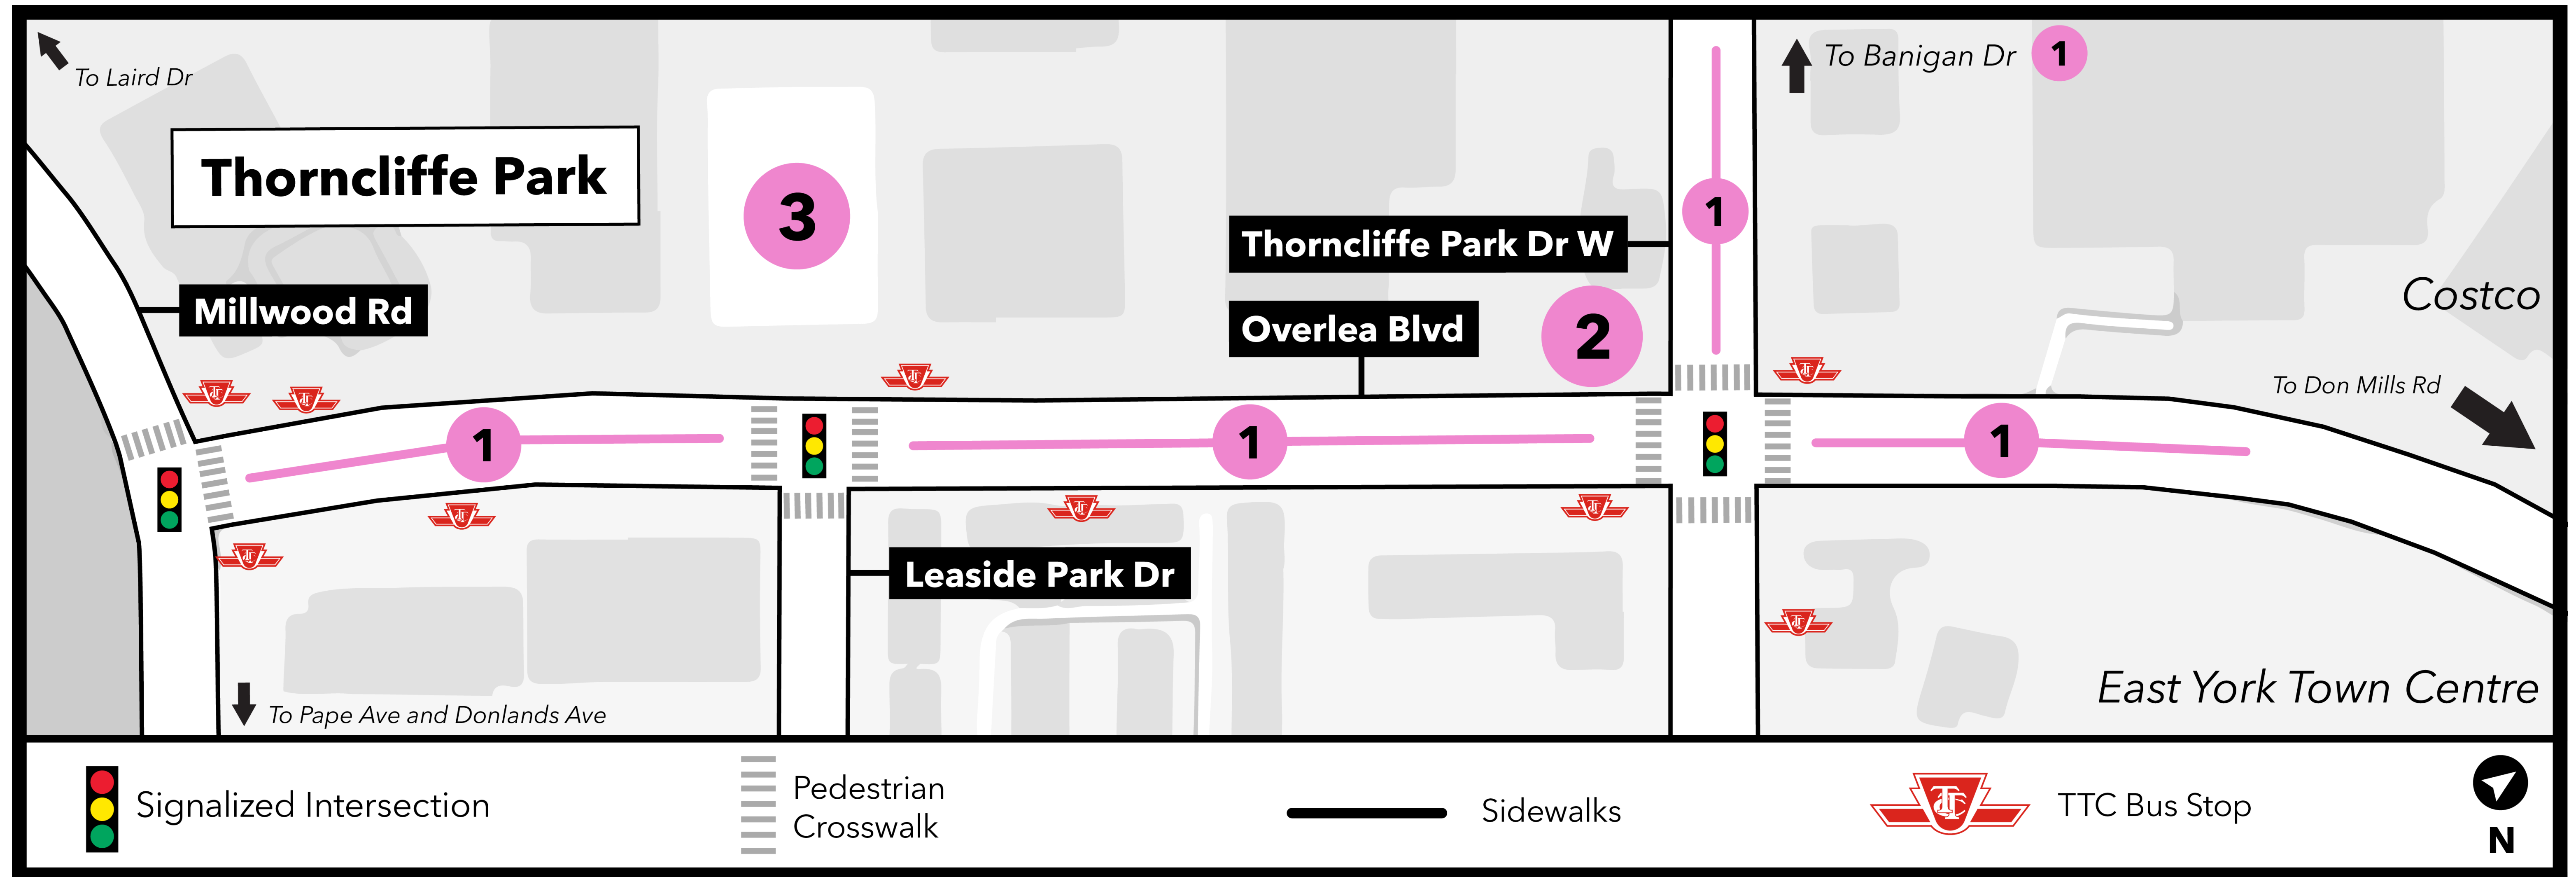 To Laird Dr
To Banigan Dr 1
Thorncliffe Park
3
1
Thorncliffe Park Dr W
Millwood Rd
Overlea Blvd
2
Costco
To Don Mills Rd
1
1
1
Leaside Park Dr
To Pape Ave and Donlands Ave
East York Town Centre
Signalized Intersection
Pedestrian
Crosswalk
Sidewalks
TTC
TTC Bus Stop
N